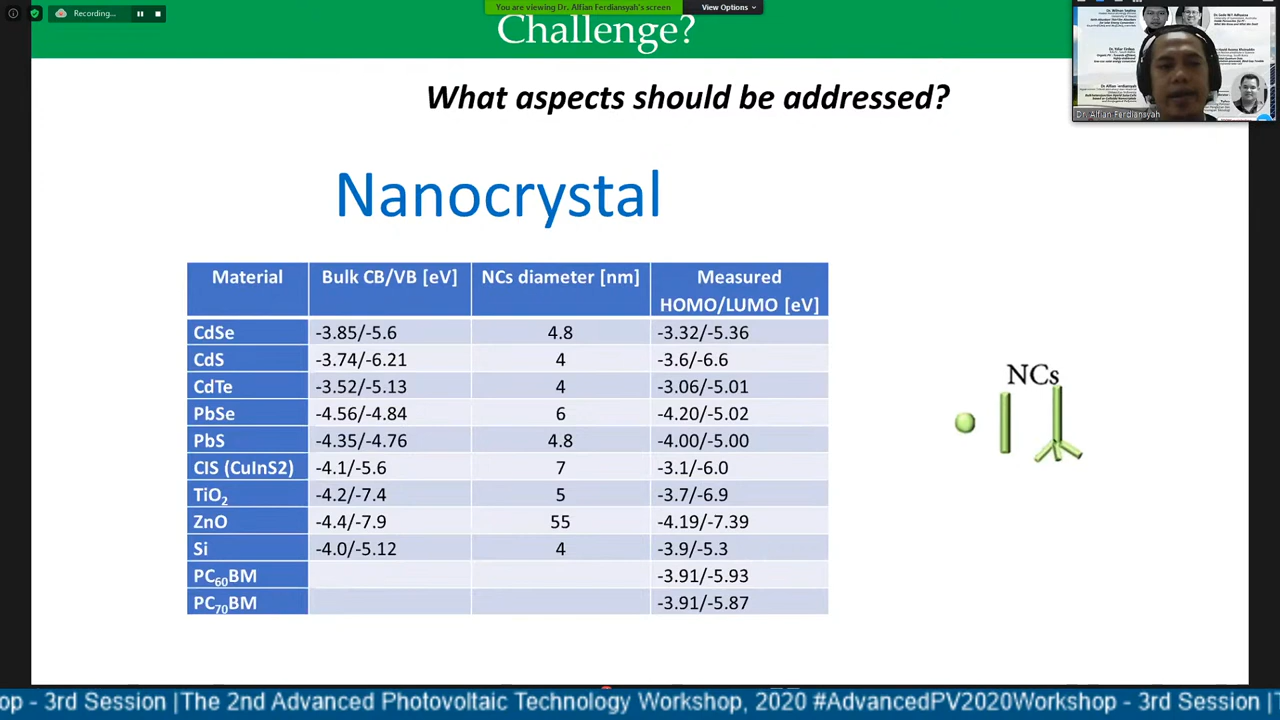 Recording...
You are viewing Dr. Alfian Ferdiansyah's screen
View Options
Challenge?
What aspects should be addressed?
Dr. Alfian Ferdiansyah
Nanocrystal
Material Bulk CB/VB [eV] NCs diameter [nm] Measured
HOMO/LUMO [eV]
CdSe -3.85/-5.6 4.8 -3.32/-5.36
CdS -3.74/-6.21 4 -3.6/-6.6
CdTe -3.52/-5.13 4 -3.06/-5.01
PbSe -4.56/-4.84 6 -4.20/-5.02
PbS -4.35/-4.76 4.8 -4.00/-5.00
CIS (CuInS2) -4.1/-5.6 7 -3.1/-6.0
TiO2 -4.2/-7.4 5 -3.7/-6.9
ZnO -4.4/-7.9 55 -4.19/-7.39
Si -4.0/-5.12 4 -3.9/-5.3
PC60BM -3.91/-5.93
PC70BM -3.91/-5.87
NCs
op - 3rd Session |The 2nd Advanced Photovoltaic Technology Workshop, 2020 #AdvancedPV2020Workshop - 3rd Session |T